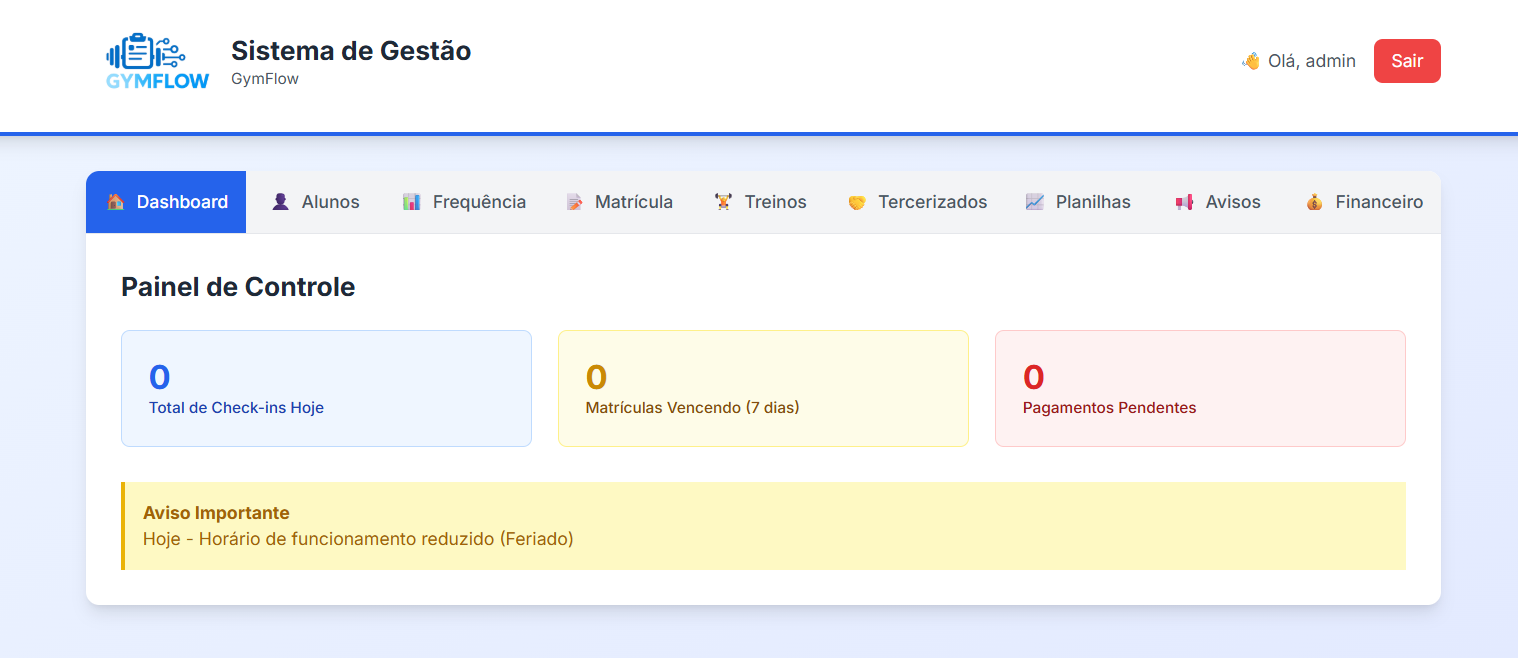 GYMFLOW
Sistema de Gestão
GymFlow
Olá, admin
Sair
Dashboard
Alunos
Frequência
Matrícula
Treinos
Tercerizados
Planilhas
Avisos
Financeiro
Painel de Controle
0
Total de Check-ins Hoje
0
Matrículas Vencendo (7 dias)
0
Pagamentos Pendentes
Aviso Importante
Hoje - Horário de funcionamento reduzido (Feriado)